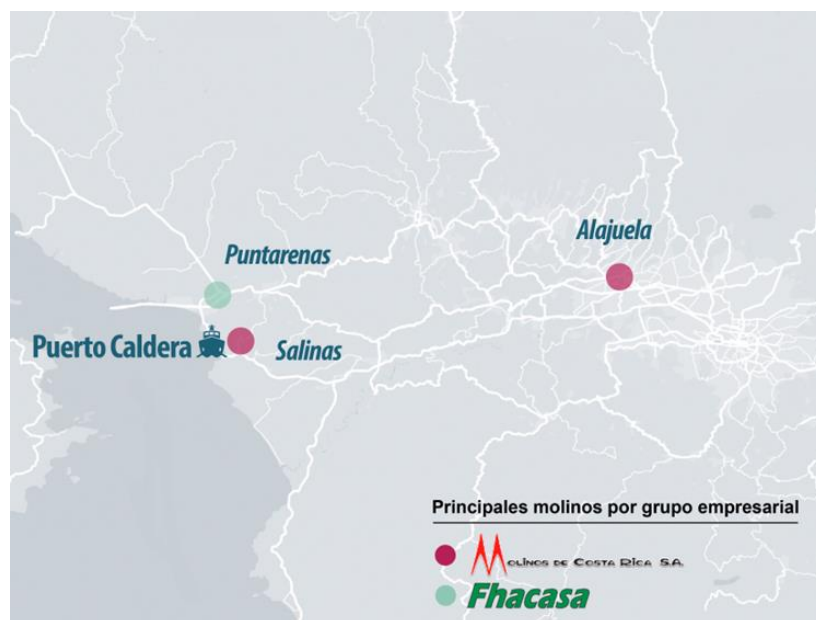 Alajuela
Puntarenas
Puerto Caldera
Salinas
Principales molinos por grupo empresarial
MOLINOS DE COSTA RICA S.A.
Fhacasa